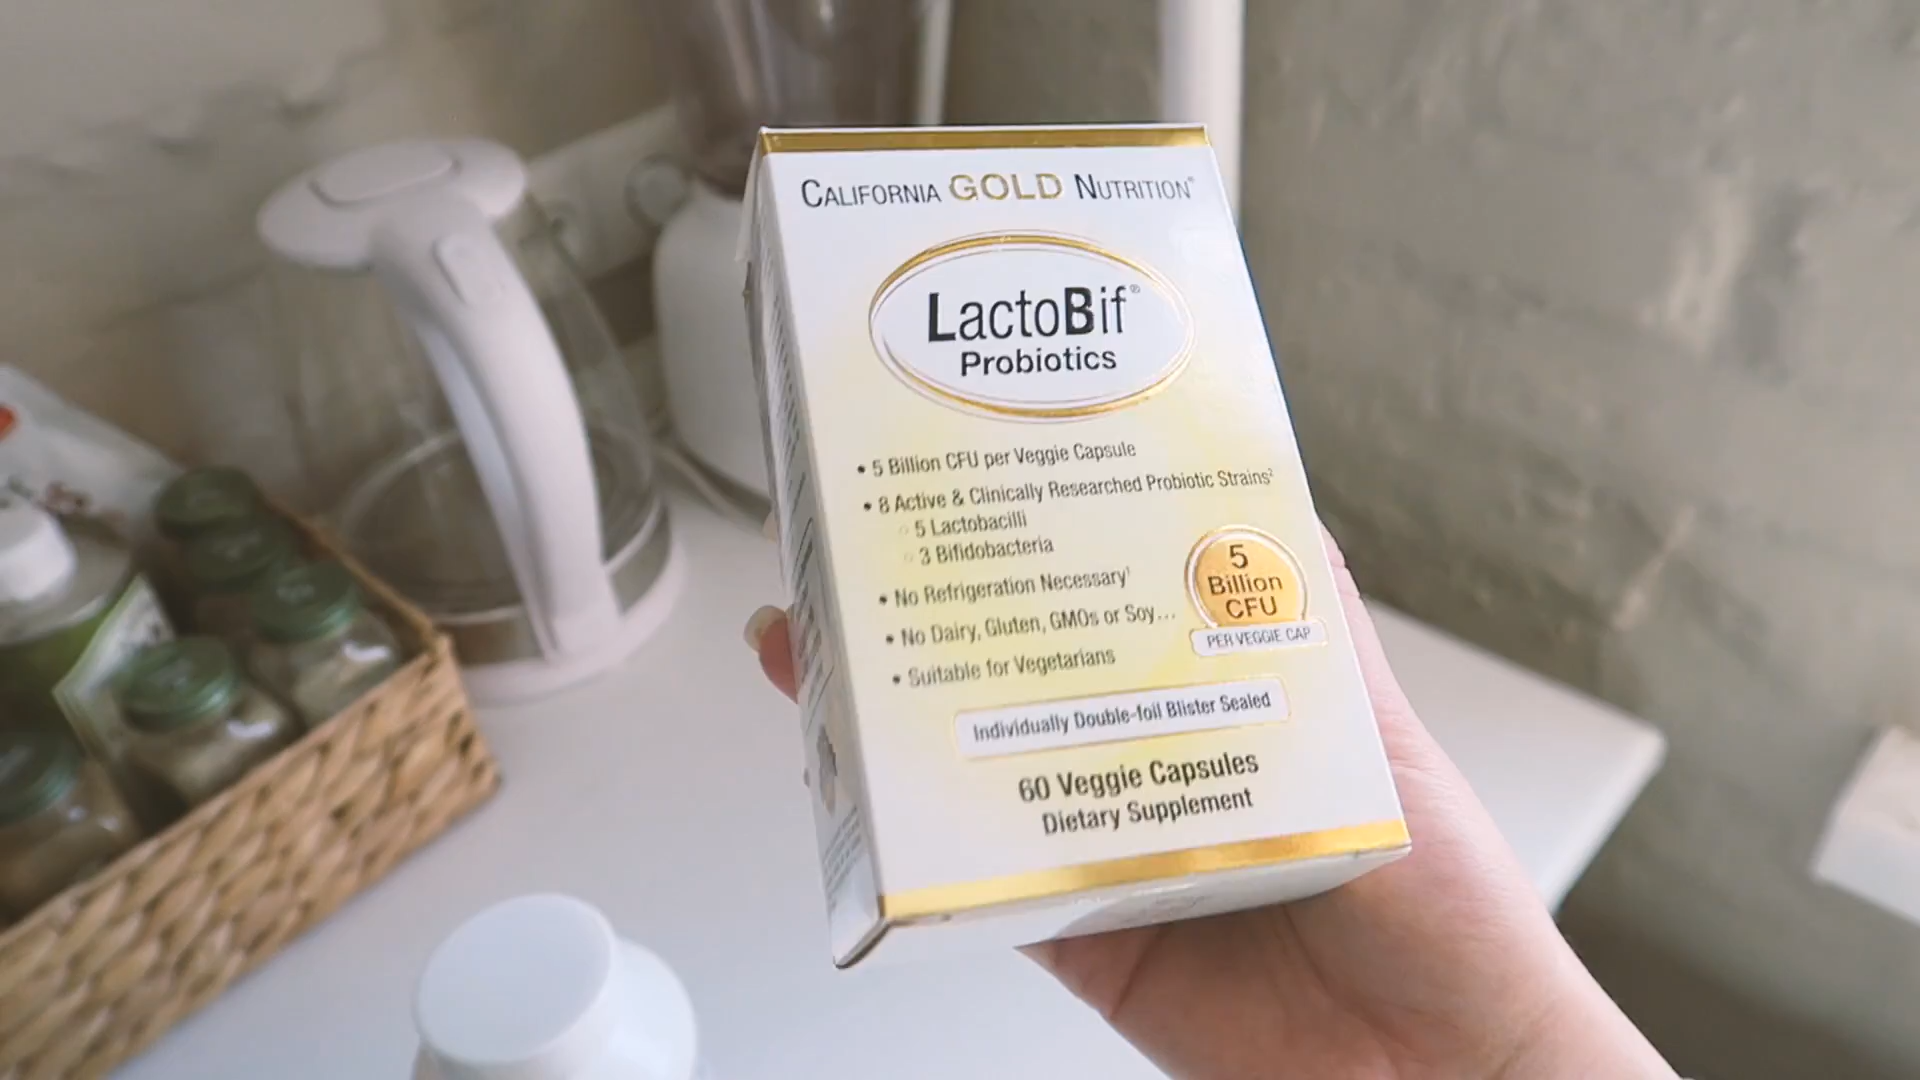 CALIFORNIA GOLD NUTRITION®
LactoBif®
Probiotics
• 5 Billion CFU per Veggie Capsule
• 8 Active & Clinically Researched Probiotic Strains²
○ 5 Lactobacilli
○ 3 Bifidobacteria
• No Refrigeration Necessary¹
• No Dairy, Gluten, GMOs or Soy...
• Suitable for Vegetarians
5
Billion
CFU
PER VEGGIE CAP
Individually Double-foil Blister Sealed
60 Veggie Capsules
Dietary Supplement